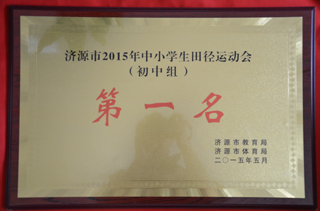 济源市2015年中小学生田径运动会
（初中组）
第一名
济源市教育局
济源市体育局
二〇一五年五月